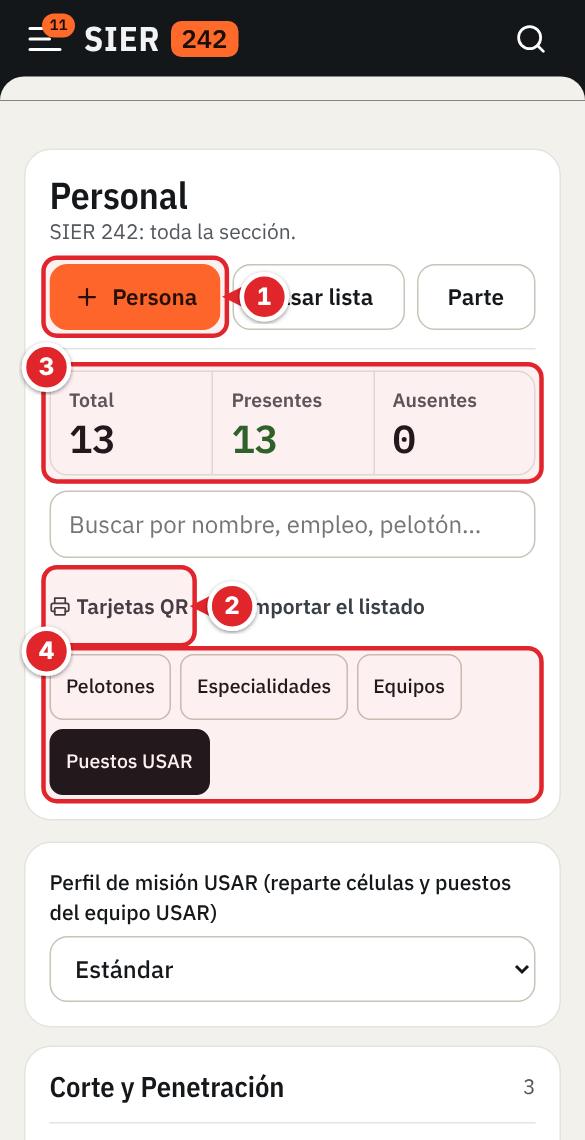 11
SIER 242
Personal
SIER 242: toda la sección.
+ Persona
1
sar lista
Parte
3
Total
Presentes
Ausentes
13
13
0
Buscar por nombre, empleo, pelotón...
Tarjetas QR
2
mportar el listado
4
Pelotones
Especialidades
Equipos
Puestos USAR
Perfil de misión USAR (reparte células y puestos
del equipo USAR)
Estándar
Corte y Penetración
3